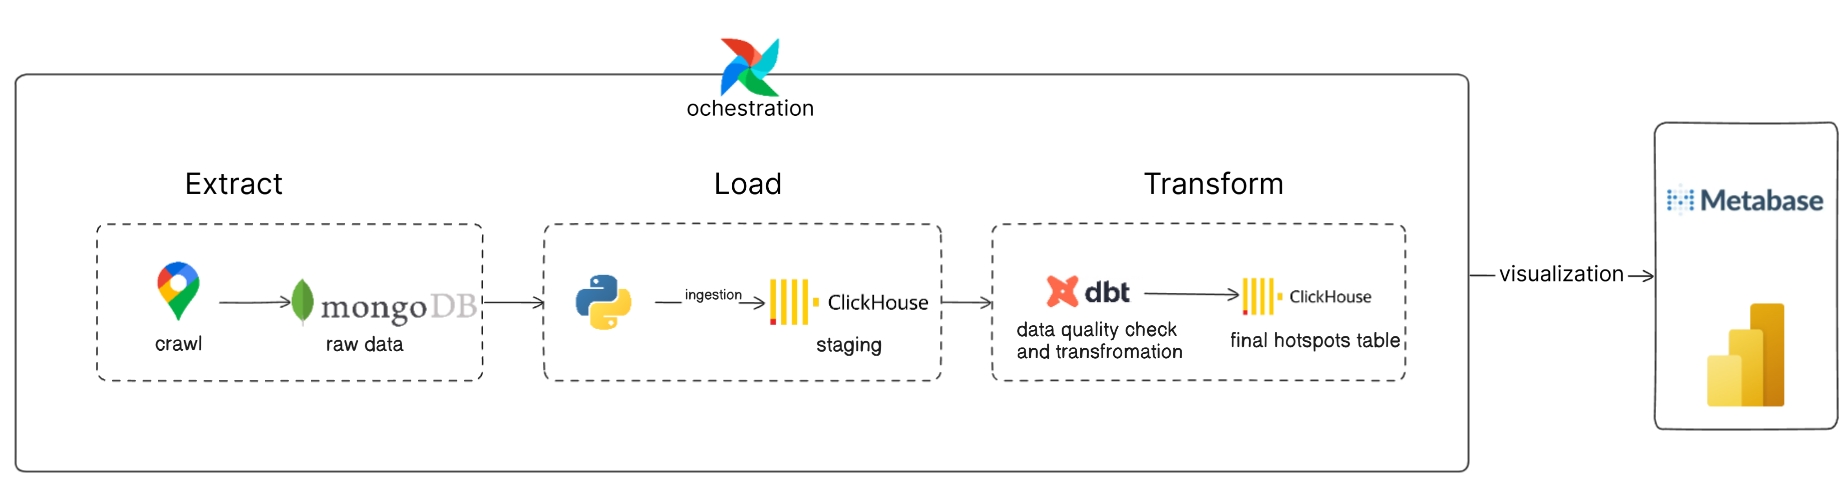 ochestration
Extract
Load
Transform
mongoDB
crawl
raw data
ingestion
ClickHouse
staging
dbt
data quality check
and transfromation
ClickHouse
final hotspots table
visualization
Metabase